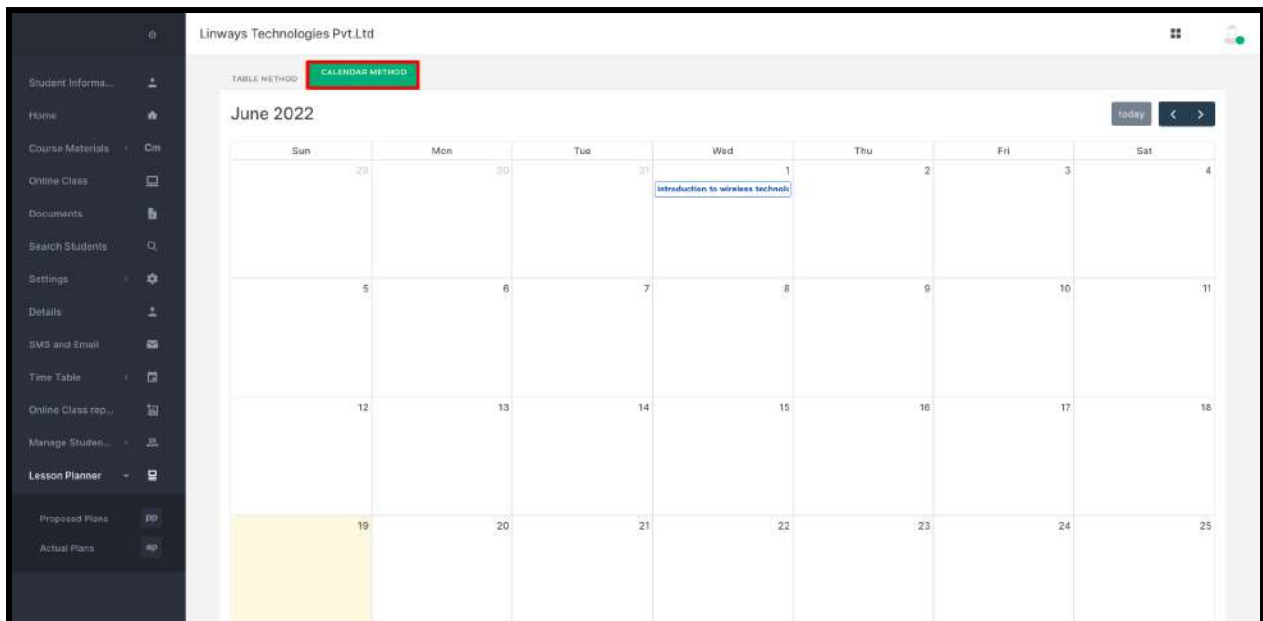 Linways Technologies Pvt.Ltd
Student Informa...
Home
Course Materials Cm
Online Class
Documents
Search Students
Settings
Details
SMS and Email
Time Table
Online Class rep...
Manage Studen...
Lesson Planner
Proposed Plans pp
Actual Plans ap
TABLE METHOD CALENDAR METHOD
June 2022 today
Sun Mon Tue Wed Thu Fri Sat
29 30 31 1 2 3 4
introduction to wireless technolo
5 6 7 8 9 10 11
12 13 14 15 16 17 18
19 20 21 22 23 24 25